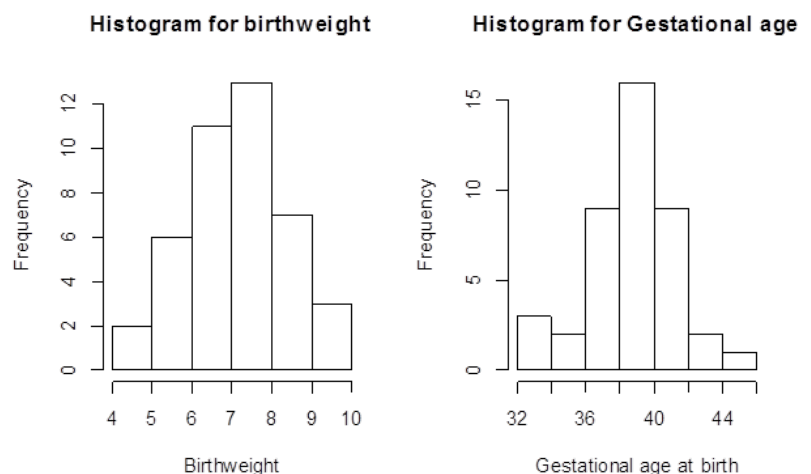 Histogram for birthweight
Frequency
12
10
8
6
4
2
0
4 5 6 7 8 9 10
Birthweight
Histogram for Gestational age
Frequency
15
10
5
0
32 36 40 44
Gestational age at birth